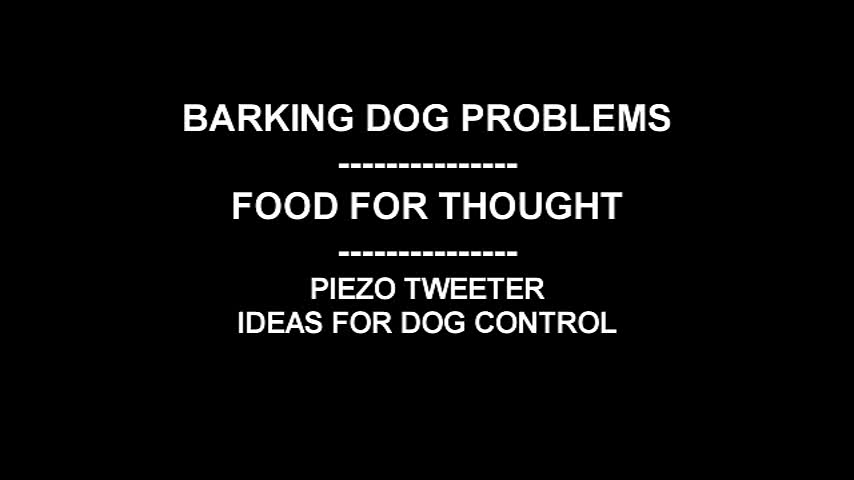 BARKING DOG PROBLEMS
---------------
FOOD FOR THOUGHT
---------------
PIEZO TWEETER
IDEAS FOR DOG CONTROL